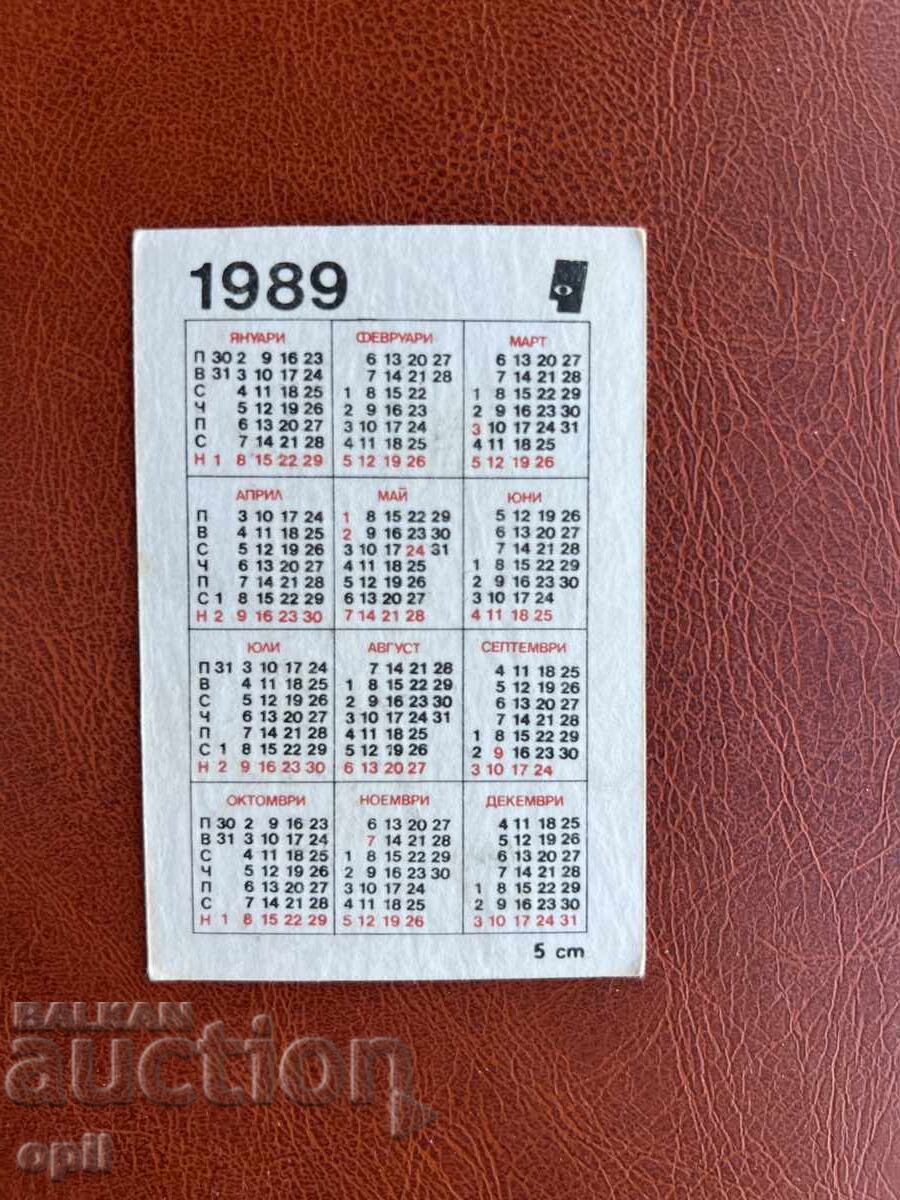 1989
ЯНУАРИ ФЕВРУАРИ МАРТ
П 30 2 9 16 23 6 13 20 27 6 13 20 27
В 31 3 10 17 24 7 14 21 28 7 14 21 28
С 4 11 18 25 1 8 15 22 1 8 15 22 29
Ч 5 12 19 26 2 9 16 23 2 9 16 23 30
П 6 13 20 27 3 10 17 24 3 10 17 24 31
С 7 14 21 28 4 11 18 25 4 11 18 25
Н 1 8 15 22 29 5 12 19 26 5 12 19 26
АПРИЛ МАЙ ЮНИ
П 3 10 17 24 1 8 15 22 29 5 12 19 26
В 4 11 18 25 2 9 16 23 30 6 13 20 27
С 5 12 19 26 3 10 17 24 31 7 14 21 28
Ч 6 13 20 27 4 11 18 25 1 8 15 22 29
П 7 14 21 28 5 12 19 26 2 9 16 23 30
С 1 8 15 22 29 6 13 20 27 3 10 17 24
Н 2 9 16 23 30 7 14 21 28 4 11 18 25
ЮЛИ АВГУСТ СЕПТЕМВРИ
П 31 3 10 17 24 7 14 21 28 4 11 18 25
В 4 11 18 25 1 8 15 22 29 5 12 19 26
С 5 12 19 26 2 9 16 23 30 6 13 20 27
Ч 6 13 20 27 3 10 17 24 31 7 14 21 28
П 7 14 21 28 4 11 18 25 1 8 15 22 29
С 1 8 15 22 29 5 12 19 26 2 9 16 23 30
Н 2 9 16 23 30 6 13 20 27 3 10 17 24
ОКТОМВРИ НОЕМВРИ ДЕКЕМВРИ
П 30 2 9 16 23 6 13 20 27 4 11 18 25
В 31 3 10 17 24 7 14 21 28 5 12 19 26
С 4 11 18 25 1 8 15 22 29 6 13 20 27
Ч 5 12 19 26 2 9 16 23 30 7 14 21 28
П 6 13 20 27 3 10 17 24 1 8 15 22 29
С 7 14 21 28 4 11 18 25 2 9 16 23 30
Н 1 8 15 22 29 5 12 19 26 3 10 17 24 31
5 cm
BALKAN
auction
opil